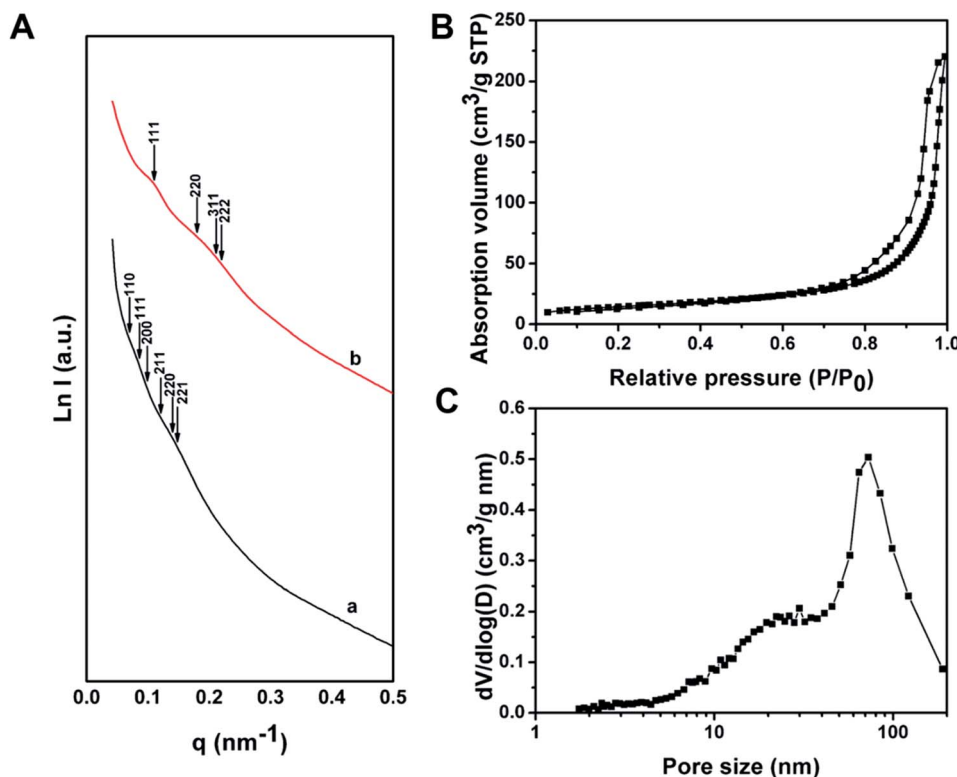 A
Ln I (a.u.)
111
220
311
222
b
110
111
200
211
220
221
a
0.0 0.1 0.2 0.3 0.4 0.5
q (nm⁻¹)
B
Absorption volume (cm³/g STP)
250
200
150
100
50
0
0.0 0.2 0.4 0.6 0.8 1.0
Relative pressure (P/P₀)
C
dV/dlog(D) (cm³/g nm)
0.6
0.5
0.4
0.3
0.2
0.1
0.0
1 10 100
Pore size (nm)